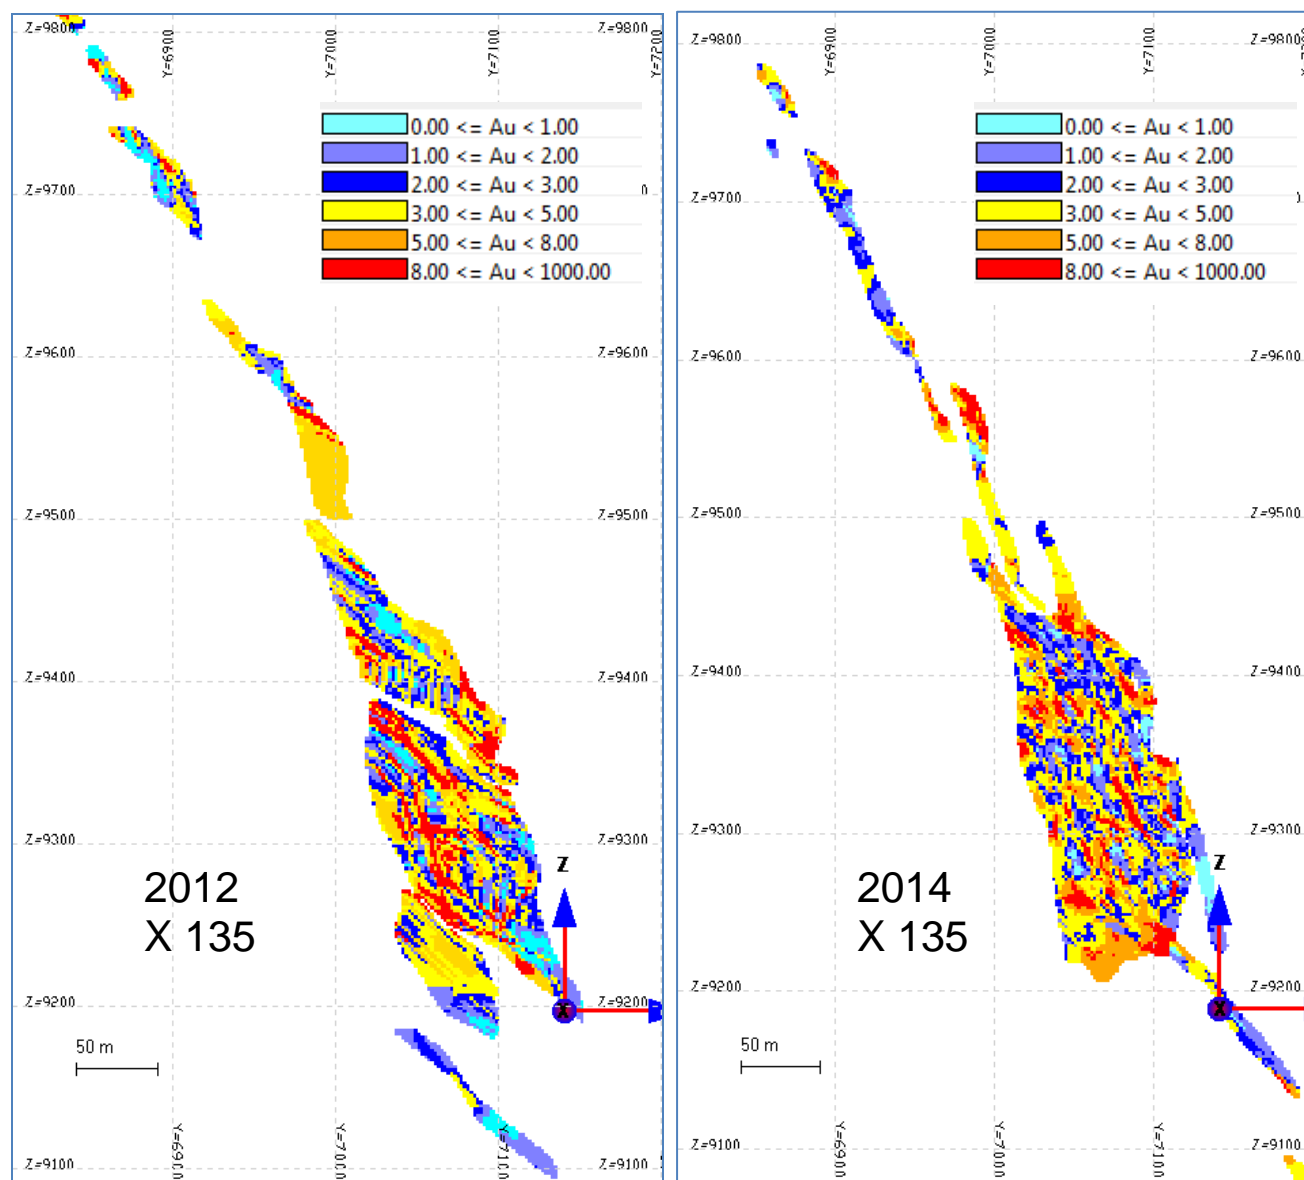 Z=9800 Z=9800
Y=6900 Y=7000 Y=7100 Y=7200
0.00 <= Au < 1.00
1.00 <= Au < 2.00
2.00 <= Au < 3.00
3.00 <= Au < 5.00
5.00 <= Au < 8.00
8.00 <= Au < 1000.00
Z=9700 0
Z=9600 Z=9600
Z=9500 Z=9500
Z=9400 Z=9400
Z=9300 Z=9300
2012
X 135
Z
Z=9200 Z=9200
X
50 m
Y=6900 Y=7000 Y=7100
Z=9100 Z=9100
Z=9800 Z=9800
Y=6900 Y=7000 Y=7100
0.00 <= Au < 1.00
1.00 <= Au < 2.00
2.00 <= Au < 3.00
3.00 <= Au < 5.00
5.00 <= Au < 8.00
8.00 <= Au < 1000.00
Z=9700
Z=9600 Z=9600
Z=9500 Z=9500
Z=9400 Z=9400
Z=9300 Z=9300
2014
X 135
Z
Z=9200 Z=9200
X
50 m
Y=6900 Y=7000 Y=7100
Z=9100 Z=9100